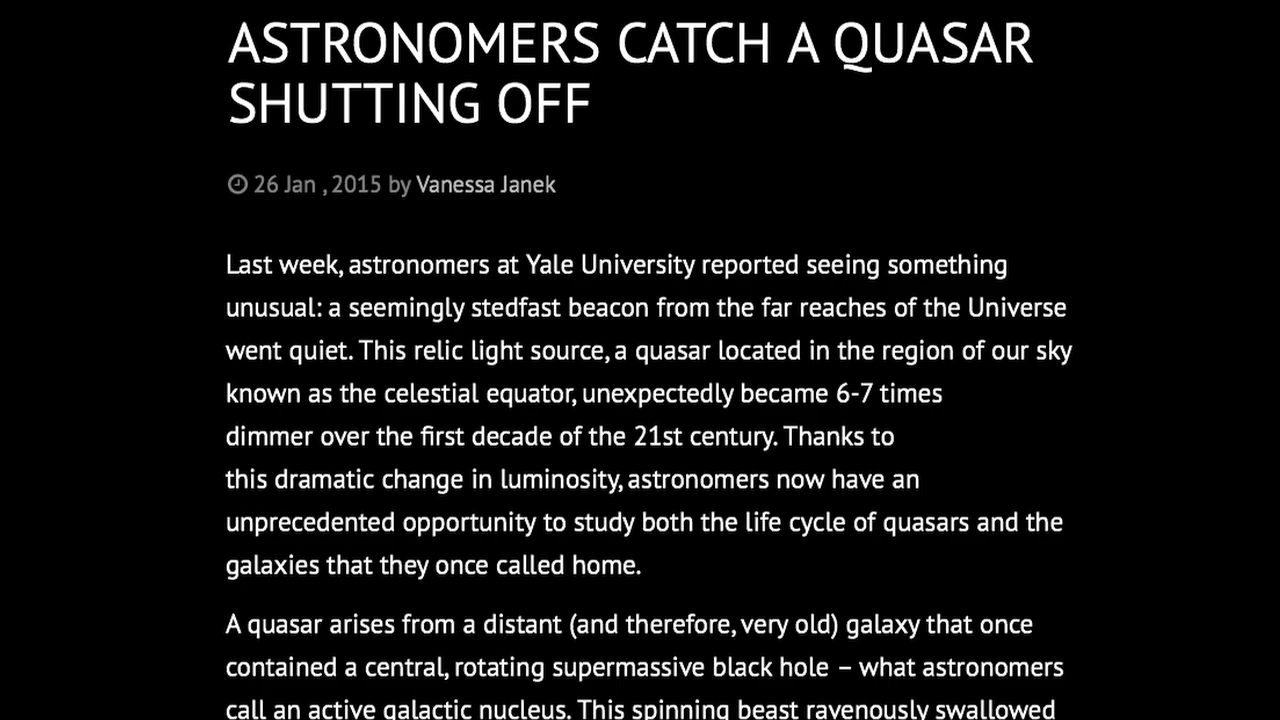 ASTRONOMERS CATCH A QUASAR
SHUTTING OFF
26 Jan , 2015 by Vanessa Janek
Last week, astronomers at Yale University reported seeing something
unusual: a seemingly stedfast beacon from the far reaches of the Universe
went quiet. This relic light source, a quasar located in the region of our sky
known as the celestial equator, unexpectedly became 6-7 times
dimmer over the first decade of the 21st century. Thanks to
this dramatic change in luminosity, astronomers now have an
unprecedented opportunity to study both the life cycle of quasars and the
galaxies that they once called home.
A quasar arises from a distant (and therefore, very old) galaxy that once
contained a central, rotating supermassive black hole – what astronomers
call an active galactic nucleus. This spinning beast ravenously swallowed